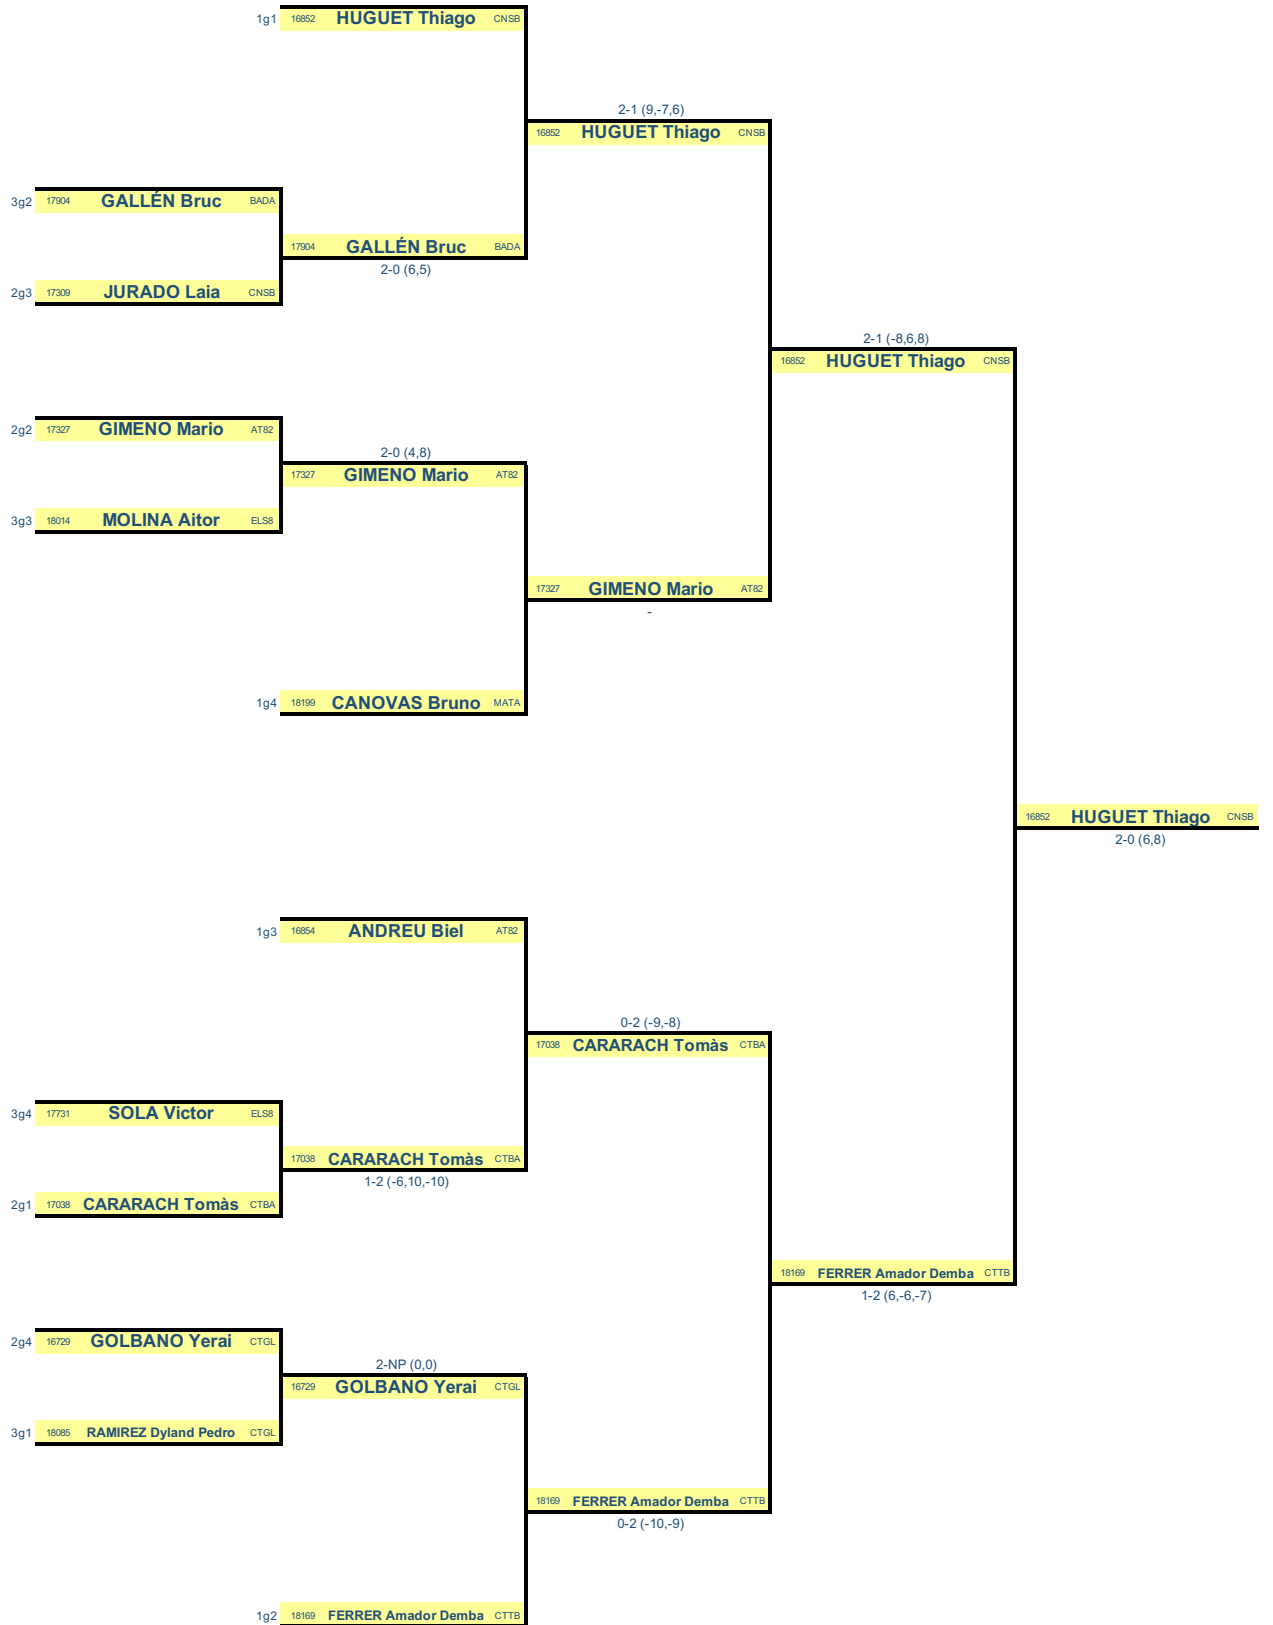 1g1 16852 HUGUET Thiago CNSB
2-1 (9,-7,6)
16852 HUGUET Thiago CNSB
3g2 17904 GALLÉN Bruc BADA
17904 GALLÉN Bruc BADA
2-0 (6,5)
2g3 17309 JURADO Laia CNSB
2-1 (-8,6,8)
16852 HUGUET Thiago CNSB
2g2 17327 GIMENO Mario AT82
2-0 (4,8)
17327 GIMENO Mario AT82
3g3 18014 MOLINA Aitor ELS8
17327 GIMENO Mario AT82
-
1g4 18199 CANOVAS Bruno MATA
16852 HUGUET Thiago CNSB
2-0 (6,8)
1g3 16854 ANDREU Biel AT82
0-2 (-9,-8)
17038 CARARACH Tomàs CTBA
3g4 17731 SOLA Victor ELS8
17038 CARARACH Tomàs CTBA
1-2 (-6,10,-10)
2g1 17038 CARARACH Tomàs CTBA
18169 FERRER Amador Demba CTTB
1-2 (6,-6,-7)
2g4 16729 GOLBANO Yerai CTGL
2-NP (0,0)
16729 GOLBANO Yerai CTGL
3g1 18085 RAMIREZ Dyland Pedro CTGL
18169 FERRER Amador Demba CTTB
0-2 (-10,-9)
1g2 18169 FERRER Amador Demba CTTB